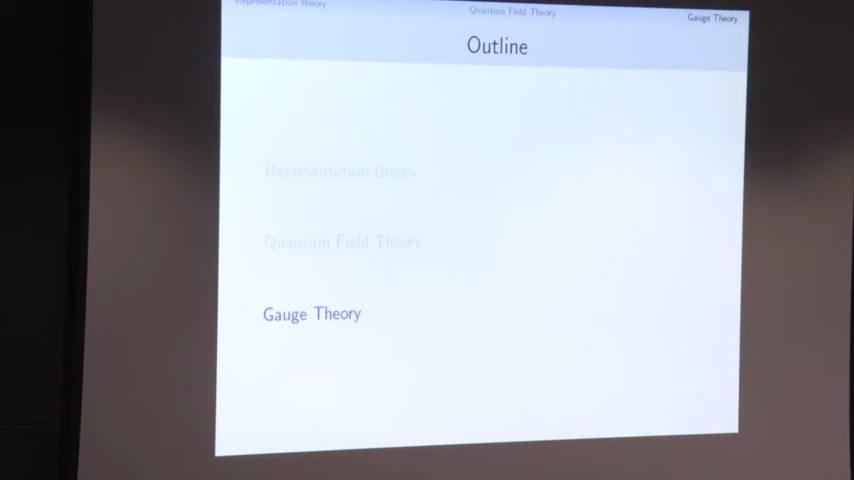 Representation theory
Quantum Field Theory
Gauge Theory
Outline
Representation theory
Quantum Field Theory
Gauge Theory